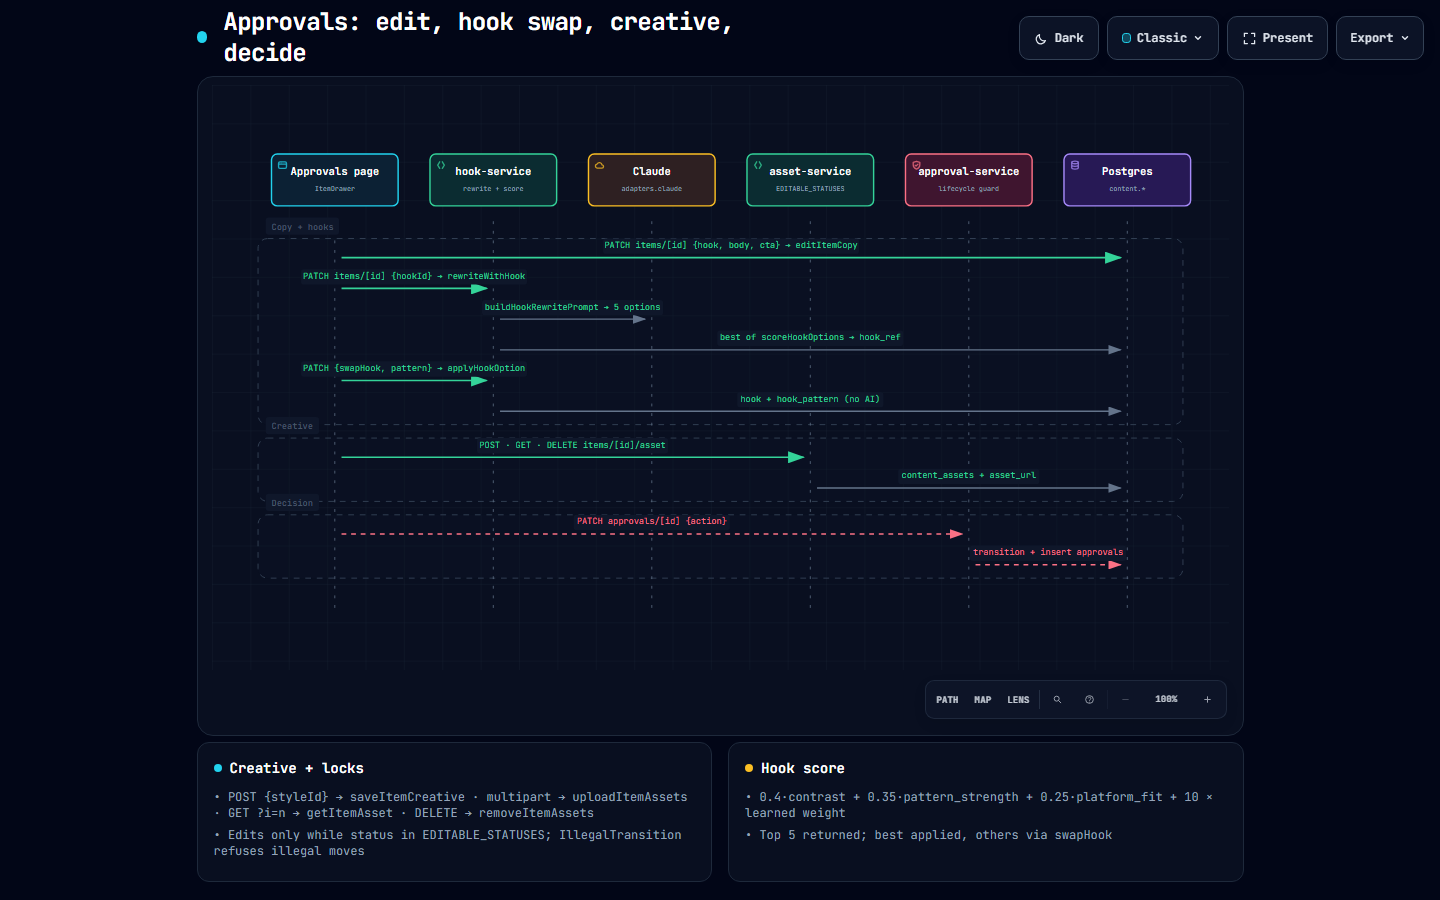 Approvals: edit, hook swap, creative,
decide
Dark
Classic
Present
Export
Approvals page
ItemDrawer
hook-service
rewrite + score
Claude
adapters.claude
asset-service
EDITABLE_STATUSES
approval-service
lifecycle guard
Postgres
content.*
Copy + hooks
PATCH items/[id] {hook, body, cta} → editItemCopy
PATCH items/[id] {hookId} → rewriteWithHook
buildHookRewritePrompt → 5 options
best of scoreHookOptions → hook_ref
PATCH {swapHook, pattern} → applyHookOption
hook + hook_pattern (no AI)
Creative
POST · GET · DELETE items/[id]/asset
content_assets + asset_url
Decision
PATCH approvals/[id] {action}
transition + insert approvals
PATH MAP LENS − 100% +
Creative + locks
• POST {styleId} → saveItemCreative · multipart → uploadItemAssets
· GET ?i=n → getItemAsset · DELETE → removeItemAssets
• Edits only while status in EDITABLE_STATUSES; IllegalTransition
refuses illegal moves
Hook score
• 0.4·contrast + 0.35·pattern_strength + 0.25·platform_fit + 10 ×
learned weight
• Top 5 returned; best applied, others via swapHook